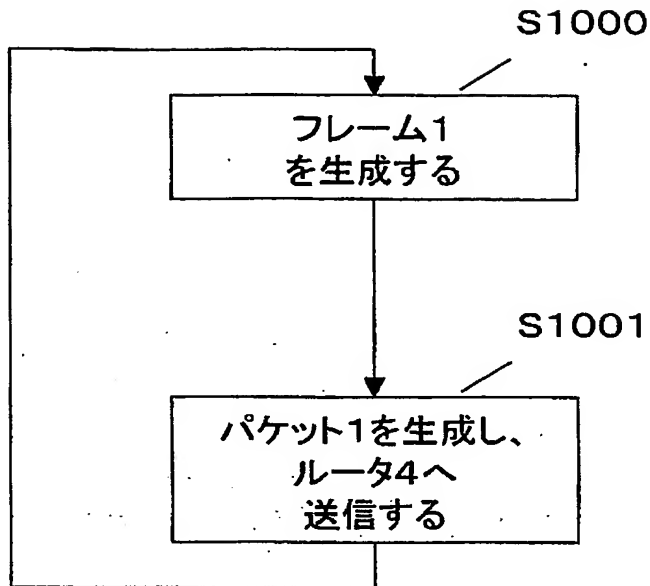 S1000
フレーム1
を生成する
S1001
パケット1を生成し、
ルータ4へ
送信する